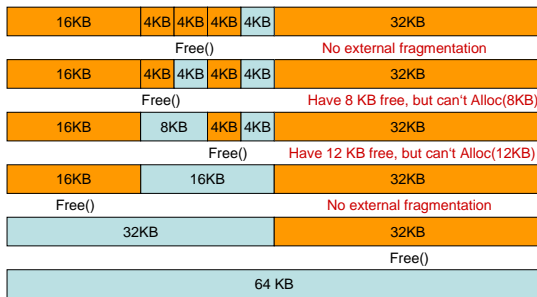 16KB 4KB 4KB 4KB 4KB 32KB
Free() No external fragmentation
16KB 4KB 4KB 4KB 4KB 32KB
Free() Have 8 KB free, but can't Alloc(8KB)
16KB 8KB 4KB 4KB 32KB
Free() Have 12 KB free, but can't Alloc(12KB)
16KB 16KB 32KB
Free() No external fragmentation
32KB 32KB
Free()
64 KB